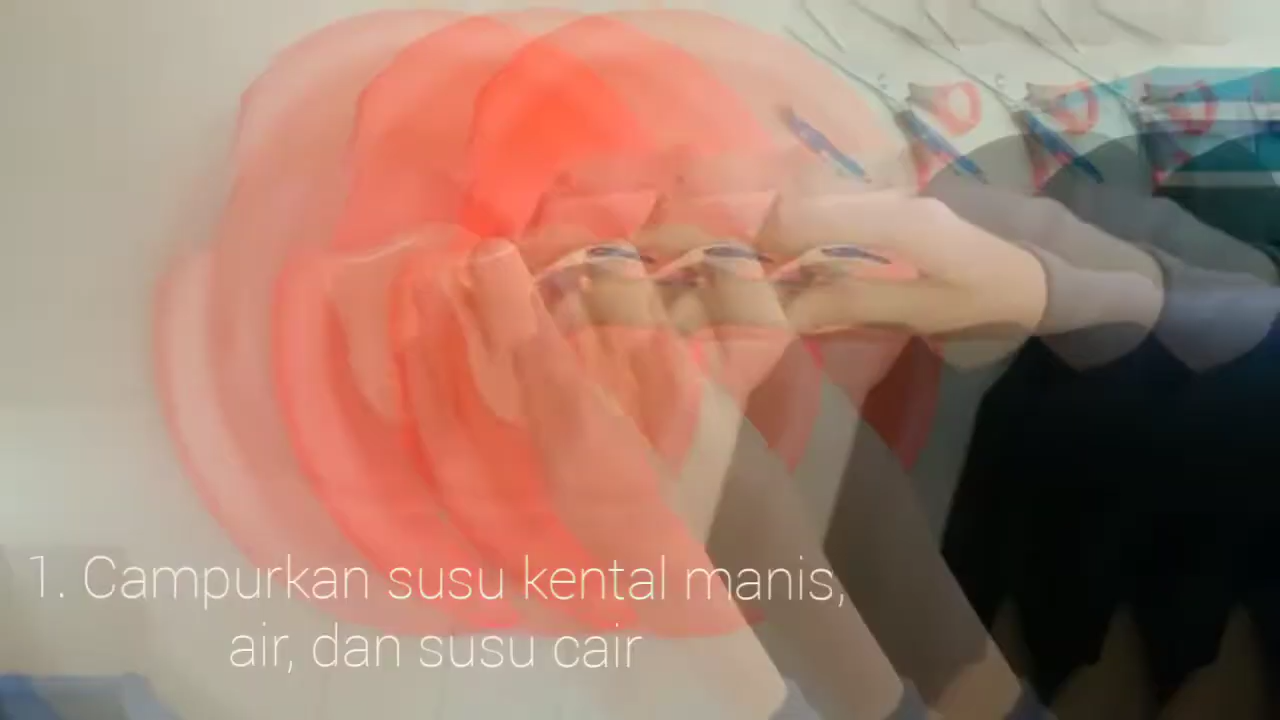 1. Campurkan susu kental manis,
air, dan susu cair